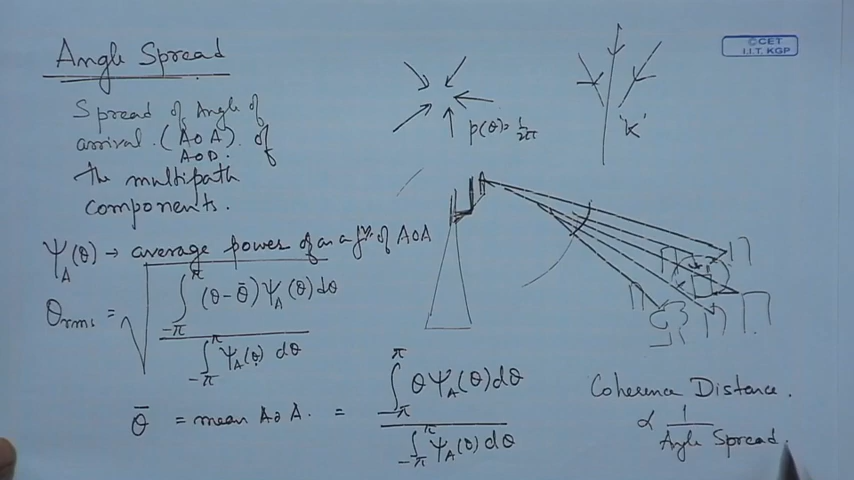 Angle Spread
©CET
I.I.T. KGP
Spread of Angle of
arrival. (AoA) of
AoD.
the multipath
components.
p(θ)= 1/2π
'K'
Ψ_A(θ) → average power as a fⁿ of AoA
θ_rms = √( ∫_{-π}^{π} (θ-θ̄) Ψ_A(θ) dθ / ∫_{-π}^{π} Ψ_A(θ) dθ )
θ̄ = mean AoA. = ∫_{-π}^{π} θ Ψ_A(θ) dθ / ∫_{-π}^{π} Ψ_A(θ) dθ
Coherence Distance.
∝ 1 / Angle Spread.